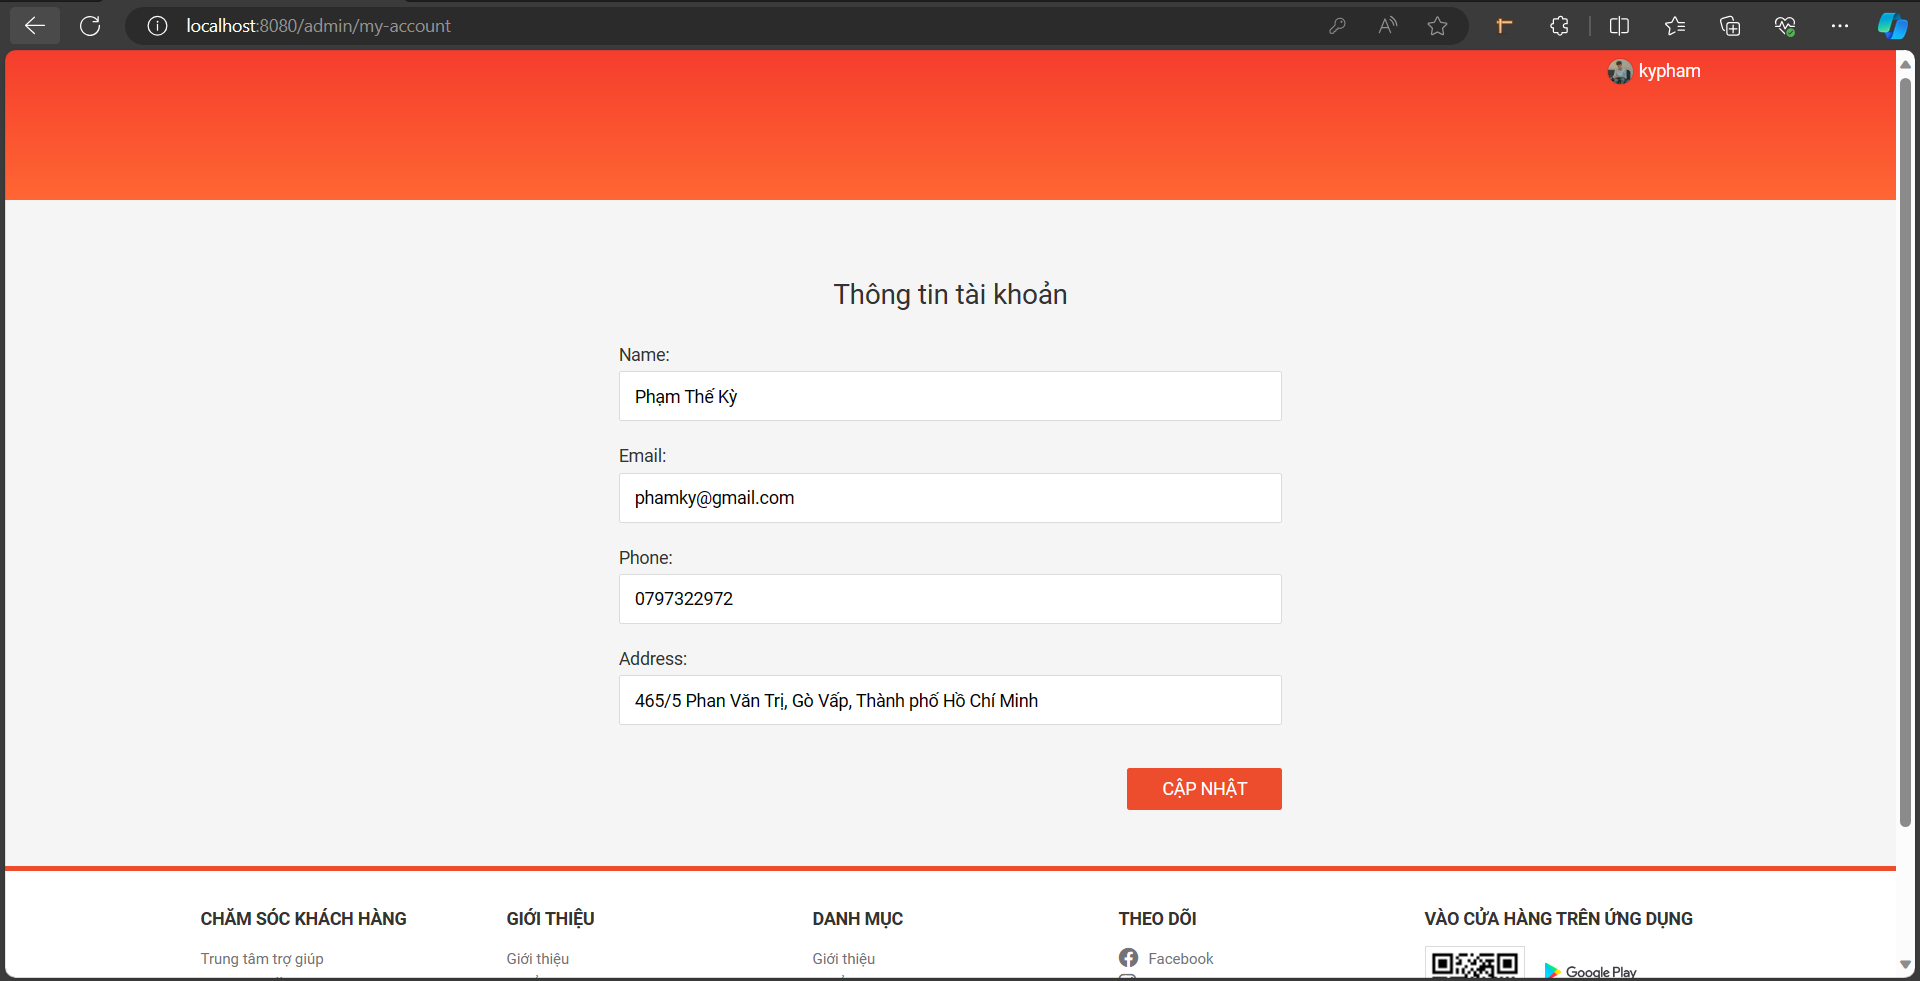 localhost:8080/admin/my-account
kypham
Thông tin tài khoản
Name:
Phạm Thế Kỳ
Email:
phamky@gmail.com
Phone:
0797322972
Address:
465/5 Phan Văn Trị, Gò Vấp, Thành phố Hồ Chí Minh
CẬP NHẬT
CHĂM SÓC KHÁCH HÀNG
GIỚI THIỆU
DANH MỤC
THEO DÕI
VÀO CỬA HÀNG TRÊN ỨNG DỤNG
Trung tâm trợ giúp
Giới thiệu
Giới thiệu
Facebook
Google Play